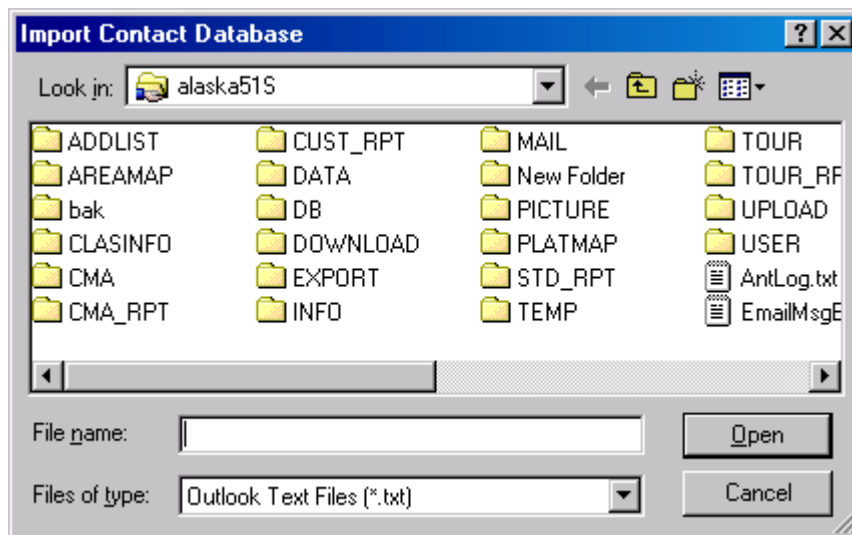 Import Contact Database
Look in: alaska51S
ADDLIST CUST_RPT MAIL TOUR
AREAMAP DATA New Folder TOUR_RF
bak DB PICTURE UPLOAD
CLASINFO DOWNLOAD PLATMAP USER
CMA EXPORT STD_RPT AntLog.txt
CMA_RPT INFO TEMP EmailMsgE
File name: Open
Files of type: Outlook Text Files (*.txt) Cancel